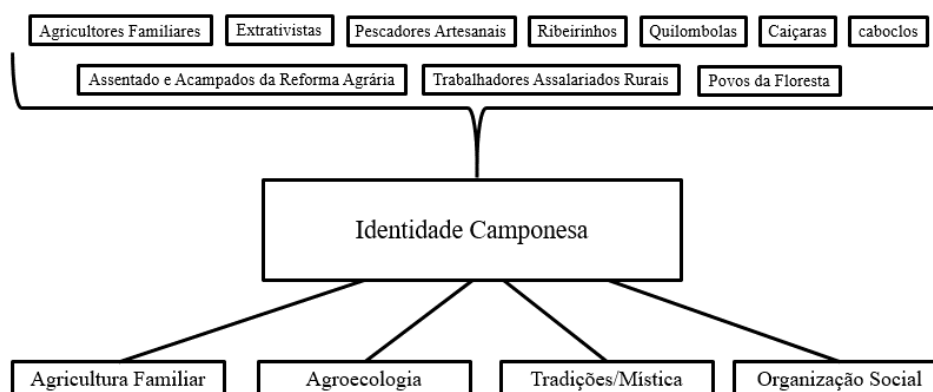 Agricultores Familiares
Extrativistas
Pescadores Artesanais
Ribeirinhos
Quilombolas
Caiçaras
caboclos
Assentado e Acampados da Reforma Agrária
Trabalhadores Assalariados Rurais
Povos da Floresta
Identidade Camponesa
Agricultura Familiar
Agroecologia
Tradições/Mística
Organização Social